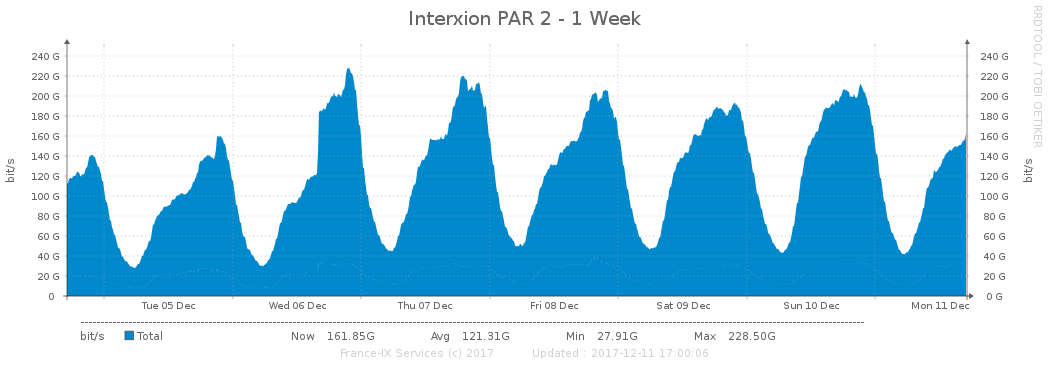 Interxion PAR 2 - 1 Week
RRDTOOL / TOBI OETIKER
bit/s
240 G
220 G
200 G
180 G
160 G
140 G
120 G
100 G
80 G
60 G
40 G
20 G
0
240 G
220 G
200 G
180 G
160 G
140 G
120 G
100 G
80 G
60 G
40 G
20 G
0 G
bit/s
Tue 05 Dec Wed 06 Dec Thu 07 Dec Fri 08 Dec Sat 09 Dec Sun 10 Dec Mon 11 Dec
bit/s Total Now 161.85G Avg 121.31G Min 27.91G Max 228.50G
France-IX Services (c) 2017 Updated : 2017-12-11 17:00:06